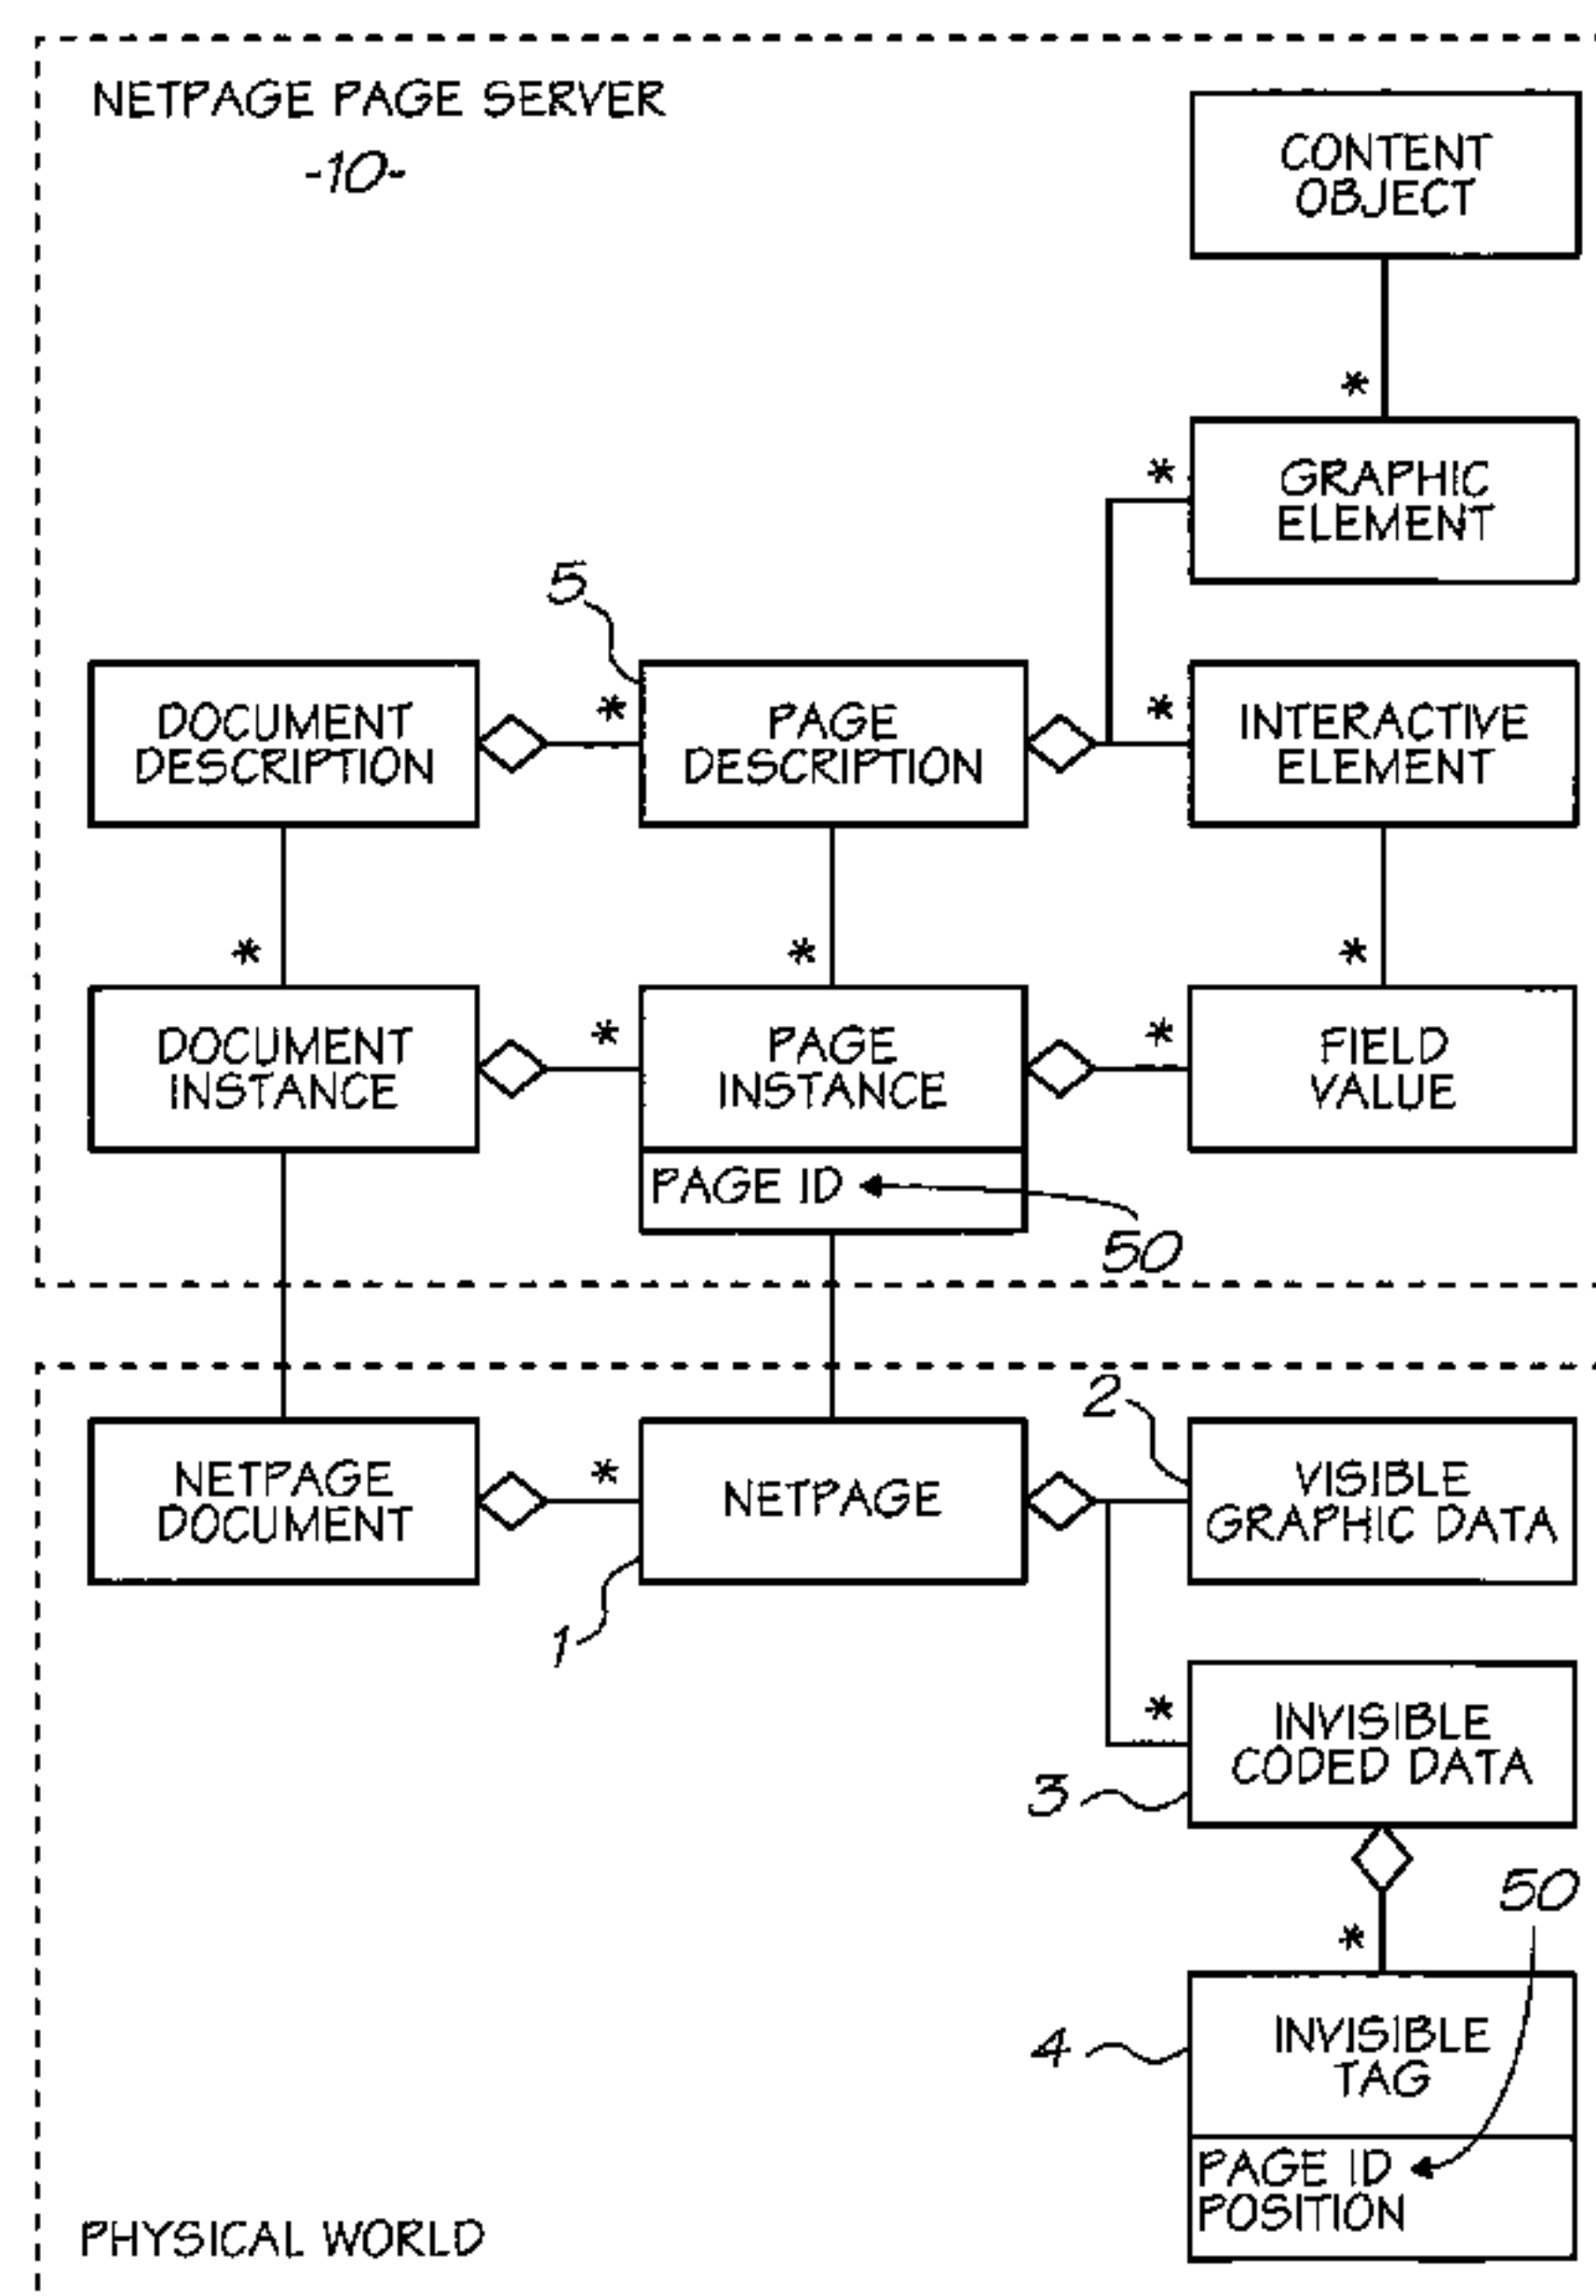 NETPAGE PAGE SERVER
-10-
CONTENT
OBJECT
*
*
GRAPHIC
ELEMENT
5
DOCUMENT
DESCRIPTION
*
PAGE
DESCRIPTION
*
INTERACTIVE
ELEMENT
*
*
*
DOCUMENT
INSTANCE
*
PAGE
INSTANCE
*
FIELD
VALUE
PAGE ID
50
NETPAGE
DOCUMENT
*
NETPAGE
2
VISIBLE
GRAPHIC DATA
1
*
INVISIBLE
CODED DATA
3
50
*
4
INVISIBLE
TAG
PAGE ID
POSITION
PHYSICAL WORLD